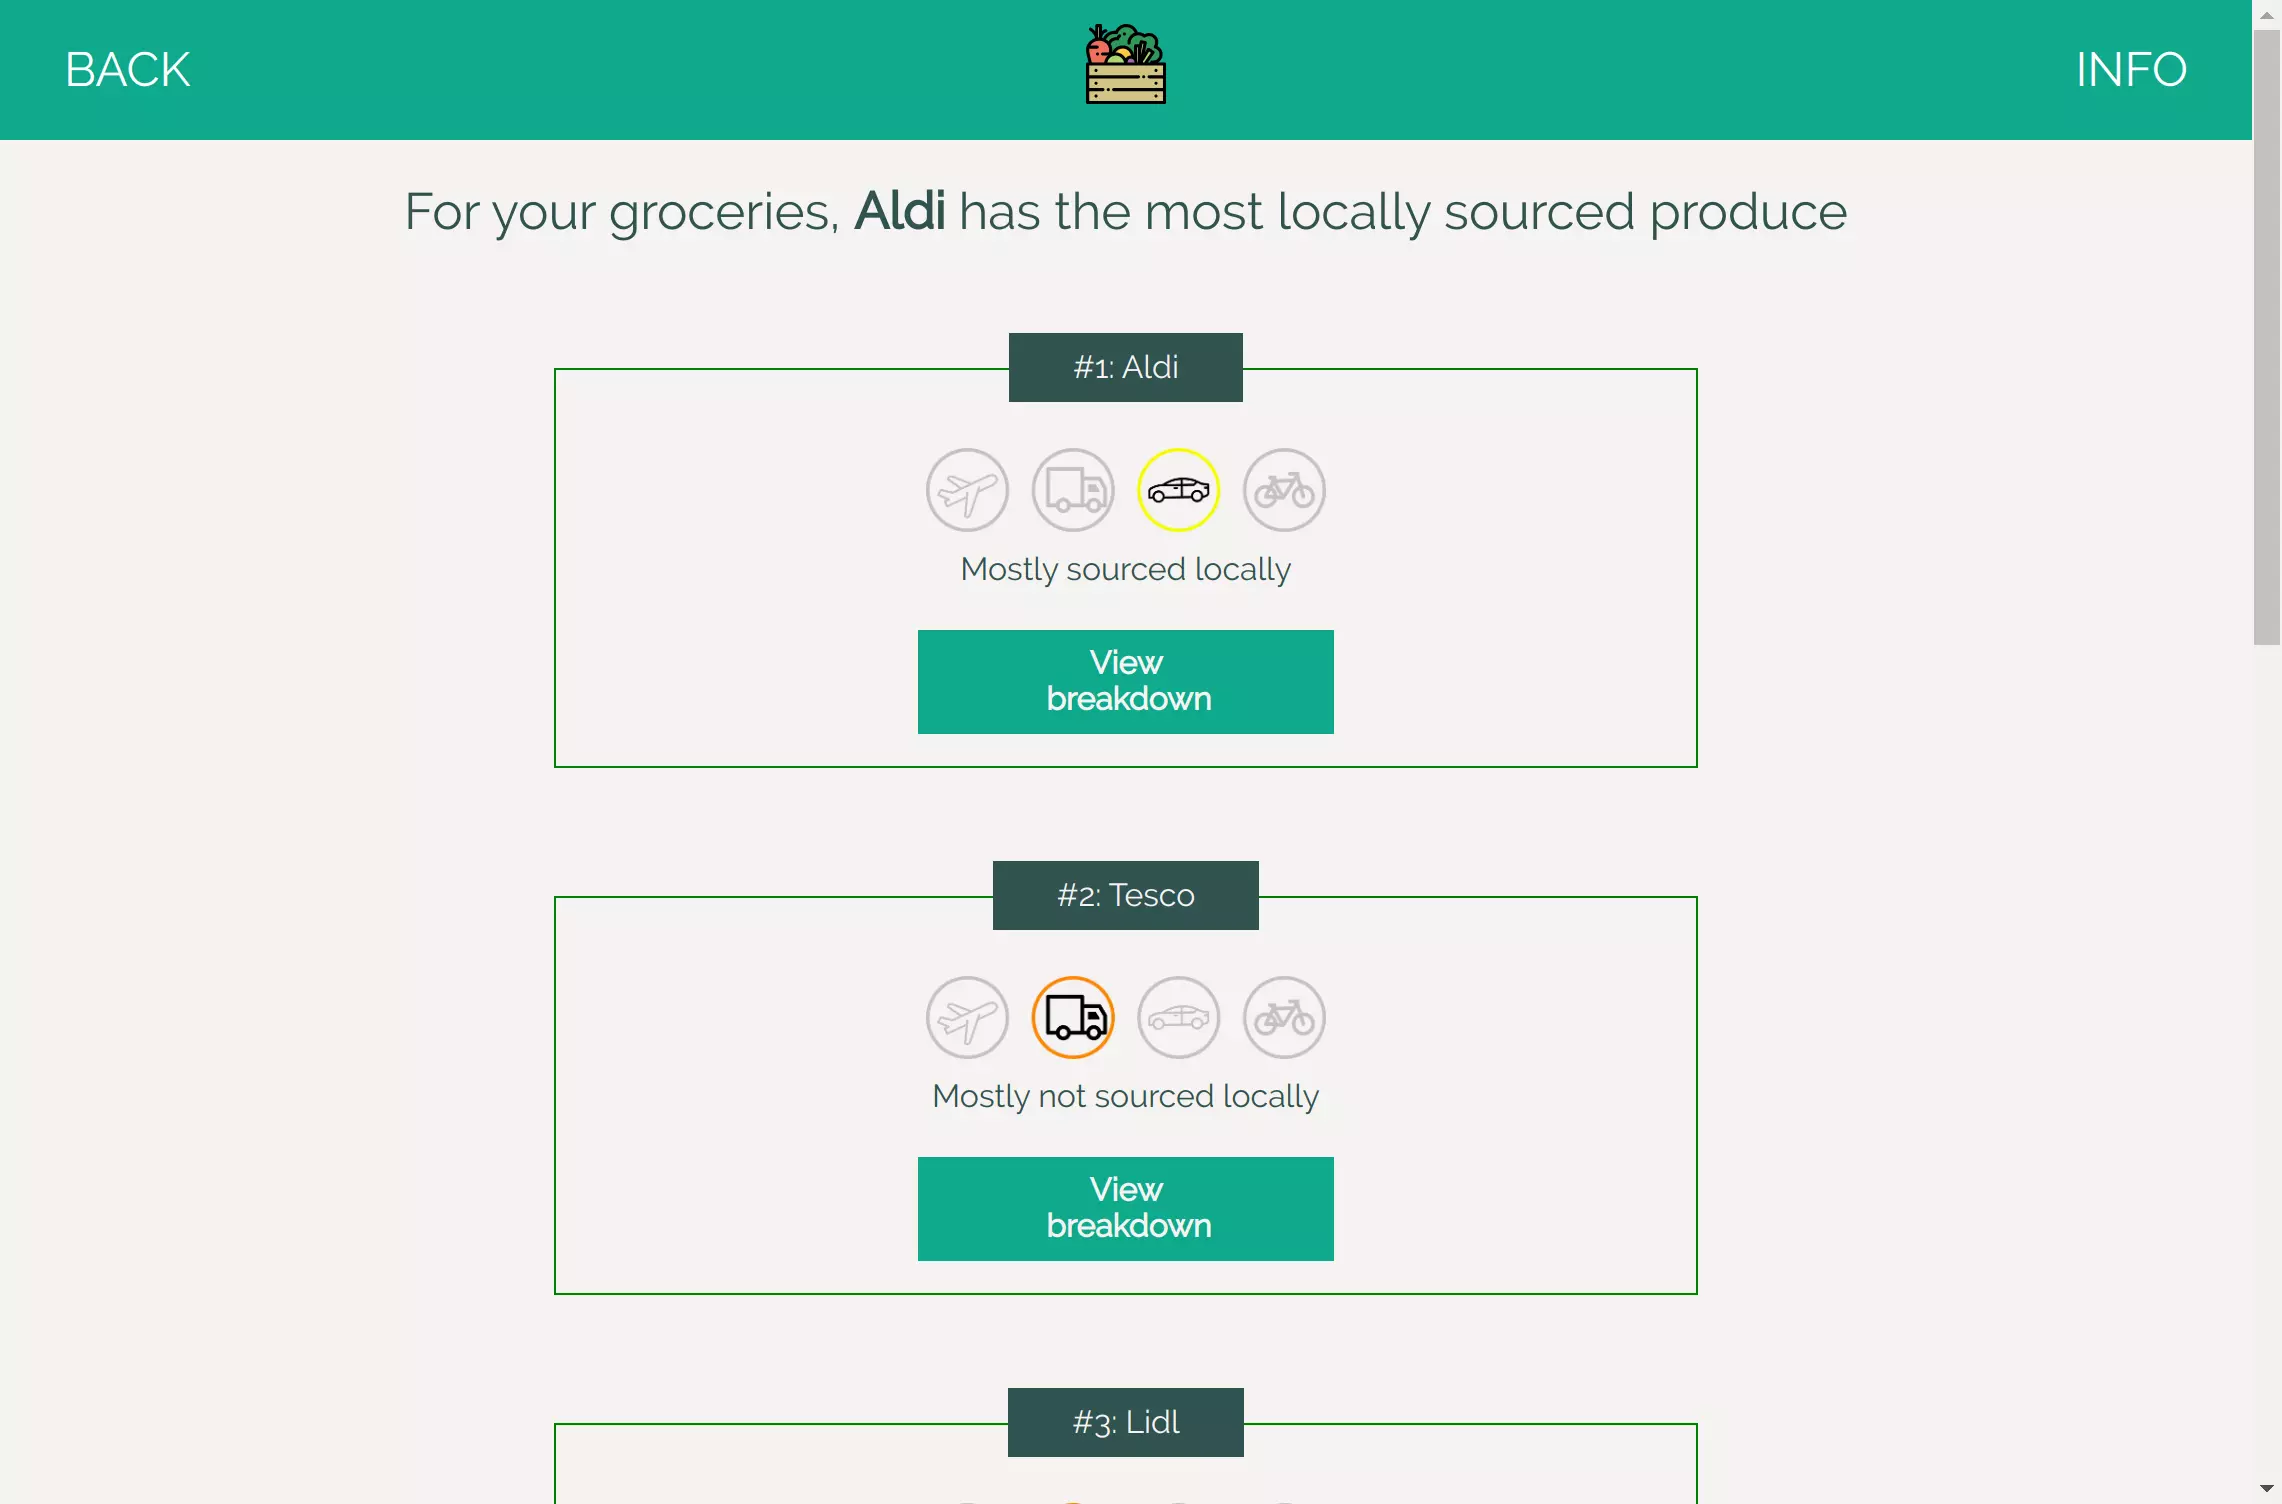 BACK
INFO
For your groceries, Aldi has the most locally sourced produce
#1: Aldi
Mostly sourced locally
View
breakdown
#2: Tesco
Mostly not sourced locally
View
breakdown
#3: Lidl